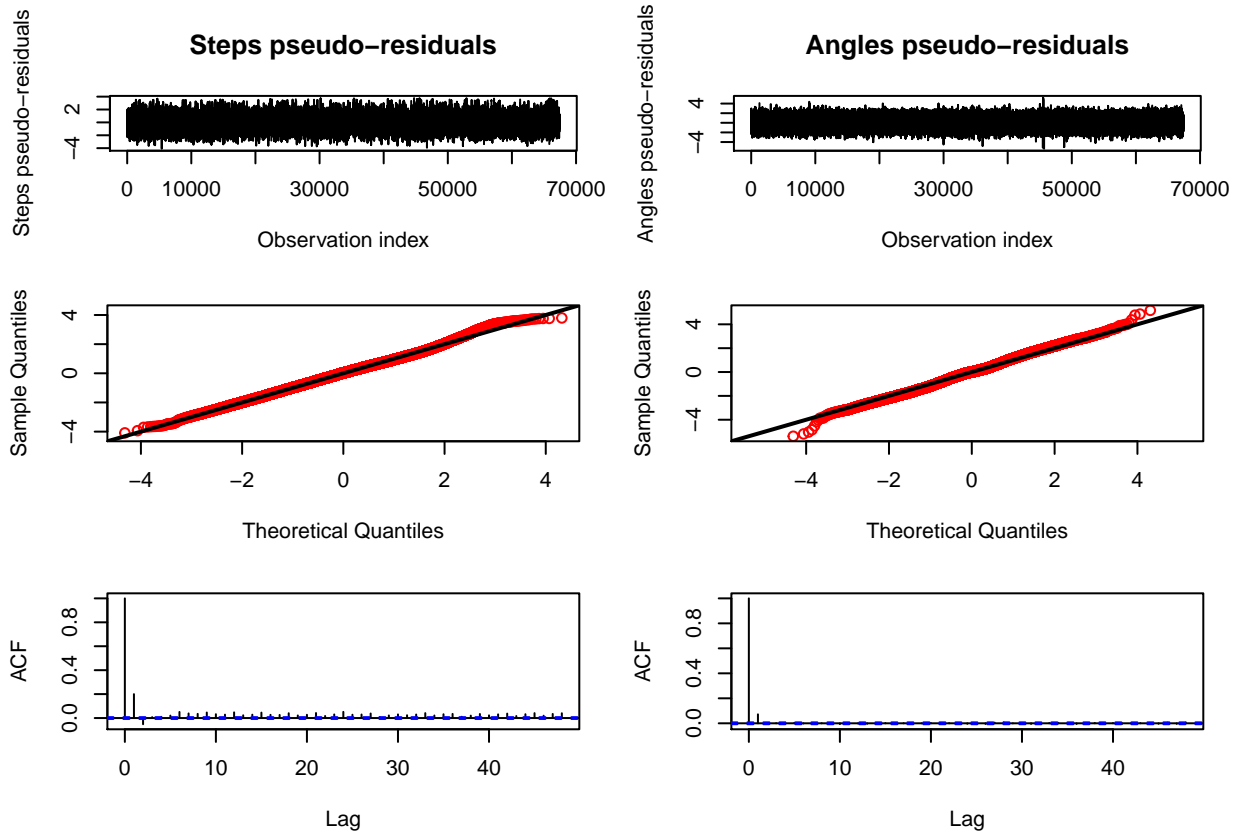 Steps pseudo−residuals
Steps pseudo−residuals
2
−4
0 10000 30000 50000 70000
Observation index
Sample Quantiles
4
0
−4
−4 −2 0 2 4
Theoretical Quantiles
ACF
0.8
0.4
0.0
0 10 20 30 40
Lag
Angles pseudo−residuals
Angles pseudo−residuals
4
−4
0 10000 30000 50000 70000
Observation index
Sample Quantiles
4
0
−4
−4 −2 0 2 4
Theoretical Quantiles
ACF
0.8
0.4
0.0
0 10 20 30 40
Lag